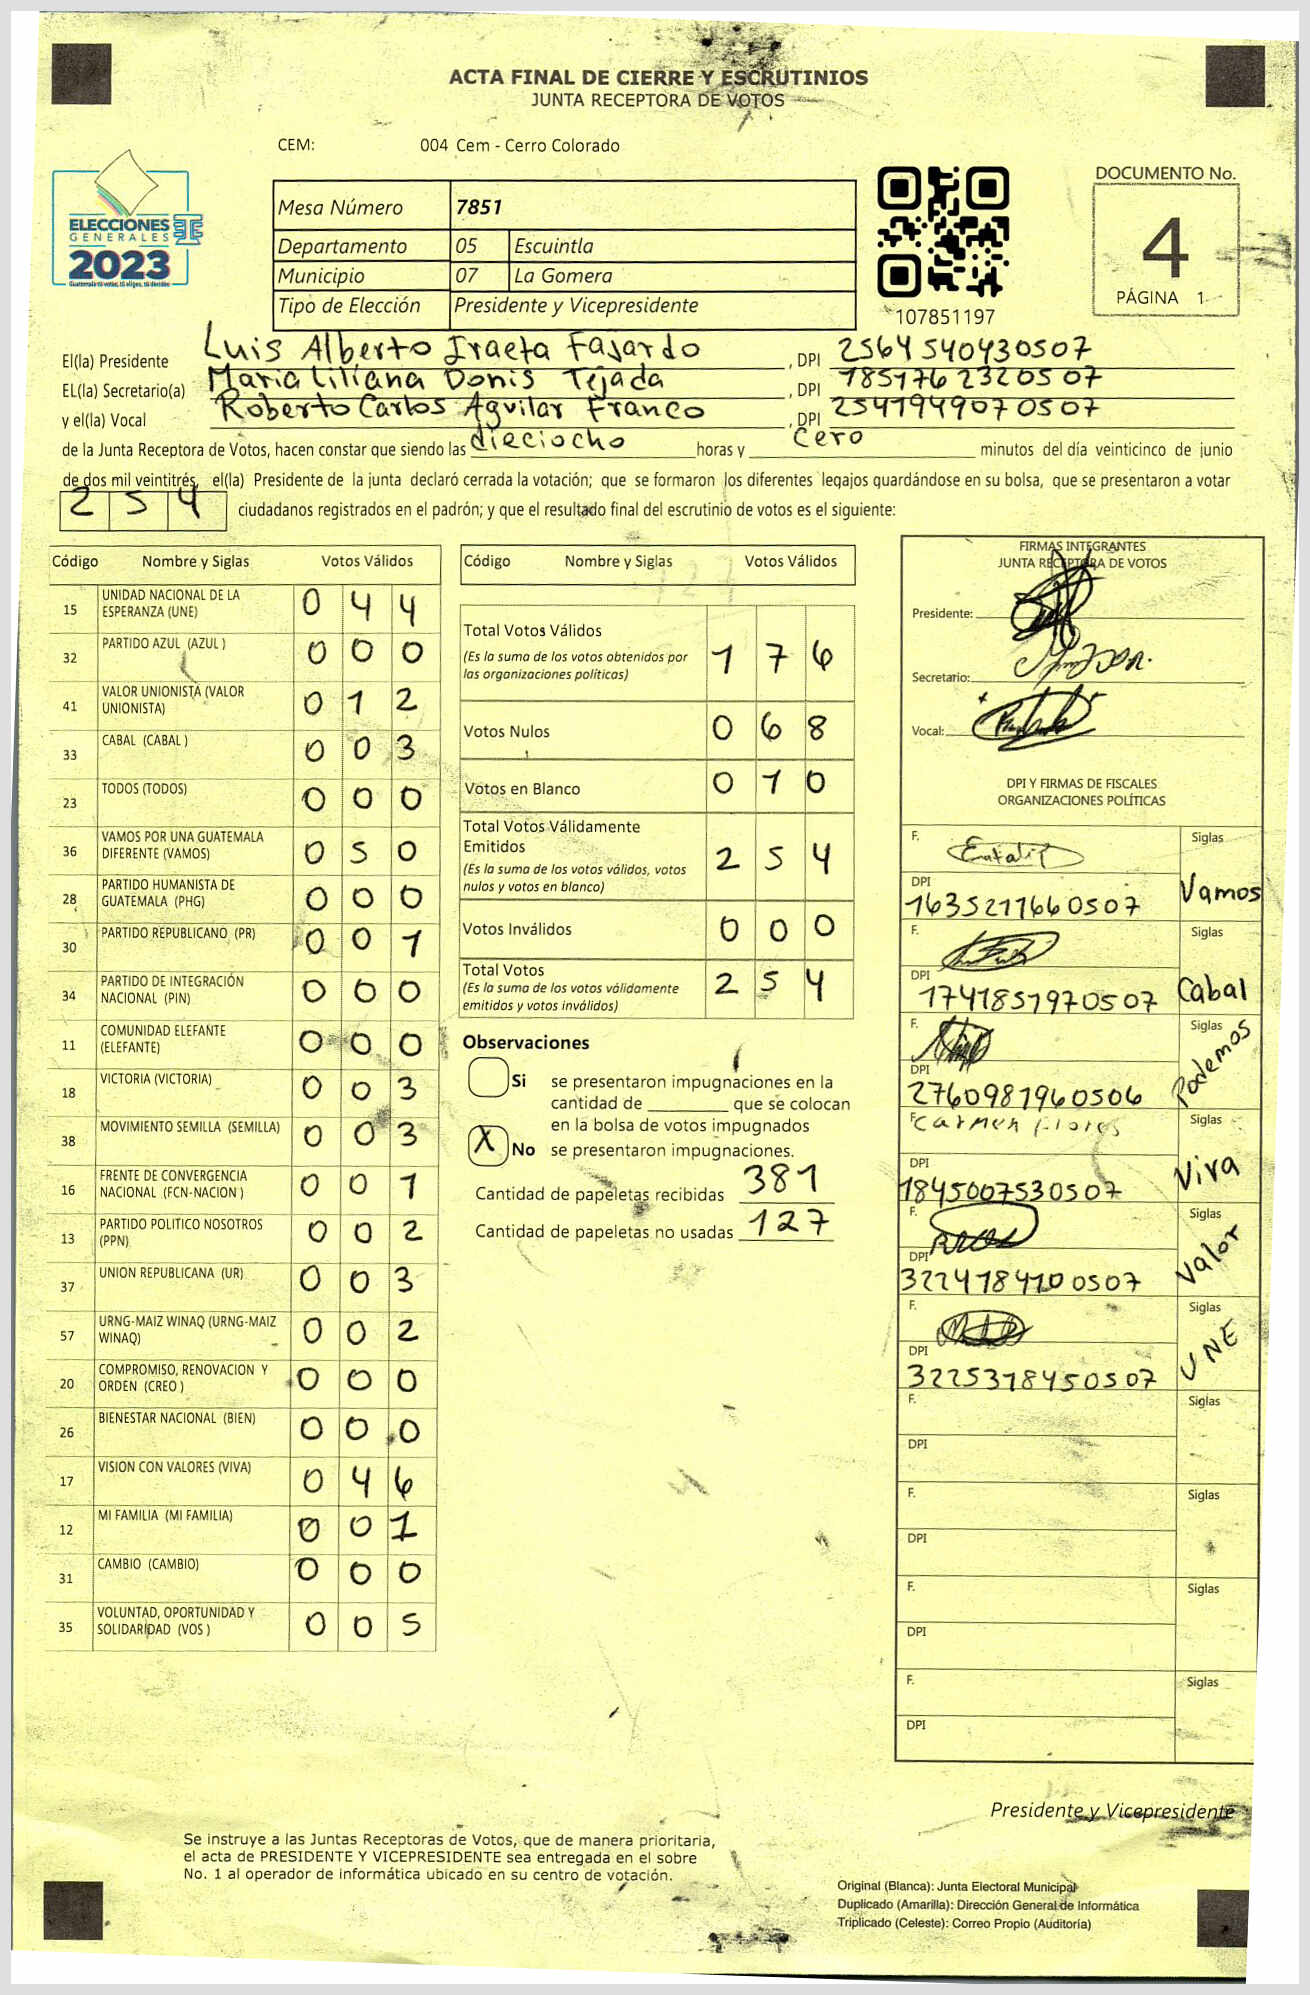 ACTA FINAL DE CIERRE Y ESCRUTINIOS
JUNTA RECEPTORA DE VOTOS
CEM: 004 Cem - Cerro Colorado
ELECCIONES
GENERALES
2023
Guatemala tú votas, tú eliges, tú decides
Mesa Número 7851
Departamento 05 Escuintla
Municipio 07 La Gomera
Tipo de Elección Presidente y Vicepresidente
107851197
DOCUMENTO No.
4
PÁGINA 1
El(la) Presidente Luis Alberto Iraeta Fajardo, DPI 2564540430507
EL(la) Secretario(a) Maria Liliana Donis Tejada, DPI 1851762320507
y el(la) Vocal Roberto Carlos Aguilar Franco, DPI 2541949070507
de la Junta Receptora de Votos, hacen constar que siendo las dieciocho horas y cero minutos del día veinticinco de junio
de dos mil veintitrés, el(la) Presidente de la junta declaró cerrada la votación; que se formaron los diferentes legajos guardándose en su bolsa, que se presentaron a votar
254 ciudadanos registrados en el padrón; y que el resultado final del escrutinio de votos es el siguiente:
Código Nombre y Siglas Votos Válidos
15 UNIDAD NACIONAL DE LA ESPERANZA (UNE) 0 4 4
32 PARTIDO AZUL (AZUL ) 0 0 0
41 VALOR UNIONISTA (VALOR UNIONISTA) 0 1 2
33 CABAL (CABAL ) 0 0 3
23 TODOS (TODOS) 0 0 0
36 VAMOS POR UNA GUATEMALA DIFERENTE (VAMOS) 0 5 0
28 PARTIDO HUMANISTA DE GUATEMALA (PHG) 0 0 0
30 PARTIDO REPUBLICANO (PR) 0 0 1
34 PARTIDO DE INTEGRACIÓN NACIONAL (PIN) 0 0 0
11 COMUNIDAD ELEFANTE (ELEFANTE) 0 0 0
18 VICTORIA (VICTORIA) 0 0 3
38 MOVIMIENTO SEMILLA (SEMILLA) 0 0 3
16 FRENTE DE CONVERGENCIA NACIONAL (FCN-NACION ) 0 0 1
13 PARTIDO POLITICO NOSOTROS (PPN) 0 0 2
37 UNION REPUBLICANA (UR) 0 0 3
57 URNG-MAIZ WINAQ (URNG-MAIZ WINAQ) 0 0 2
20 COMPROMISO, RENOVACION Y ORDEN (CREO ) 0 0 0
26 BIENESTAR NACIONAL (BIEN) 0 0 0
17 VISION CON VALORES (VIVA) 0 4 6
12 MI FAMILIA (MI FAMILIA) 0 0 1
31 CAMBIO (CAMBIO) 0 0 0
35 VOLUNTAD, OPORTUNIDAD Y SOLIDARIDAD (VOS ) 0 0 5
Código Nombre y Siglas Votos Válidos
Total Votos Válidos 1 7 6
(Es la suma de los votos obtenidos por
las organizaciones políticas)
Votos Nulos 0 6 8
Votos en Blanco 0 1 0
Total Votos Válidamente
Emitidos 2 5 4
(Es la suma de los votos válidos, votos
nulos y votos en blanco)
Votos Inválidos 0 0 0
Total Votos 2 5 4
(Es la suma de los votos válidamente
emitidos y votos inválidos)
Observaciones
Si se presentaron impugnaciones en la
cantidad de ________ que se colocan
en la bolsa de votos impugnados
X No se presentaron impugnaciones.
Cantidad de papeletas recibidas 381
Cantidad de papeletas no usadas 127
FIRMAS INTEGRANTES
JUNTA RECEPTORA DE VOTOS
Presidente:
Secretario:
Vocal:
DPI Y FIRMAS DE FISCALES
ORGANIZACIONES POLÍTICAS
F. Siglas
DPI 1635211660507 Vamos
F. Siglas
DPI 1741851970507 Cabal
F. Siglas
DPI 2760981960506 Podemos
F. Carmen Flores Siglas
DPI 1845007530507 Viva
F. Siglas
DPI 3224184100507 Valor
F. Siglas
DPI 3225318450507 UNE
F. Siglas
DPI
F. Siglas
DPI
F. Siglas
DPI
F. Siglas
DPI
Presidente y Vicepresidente
Se instruye a las Juntas Receptoras de Votos, que de manera prioritaria,
el acta de PRESIDENTE Y VICEPRESIDENTE sea entregada en el sobre
No. 1 al operador de informática ubicado en su centro de votación.
Original (Blanca): Junta Electoral Municipal
Duplicado (Amarilla): Dirección General de Informática
Triplicado (Celeste): Correo Propio (Auditoría)